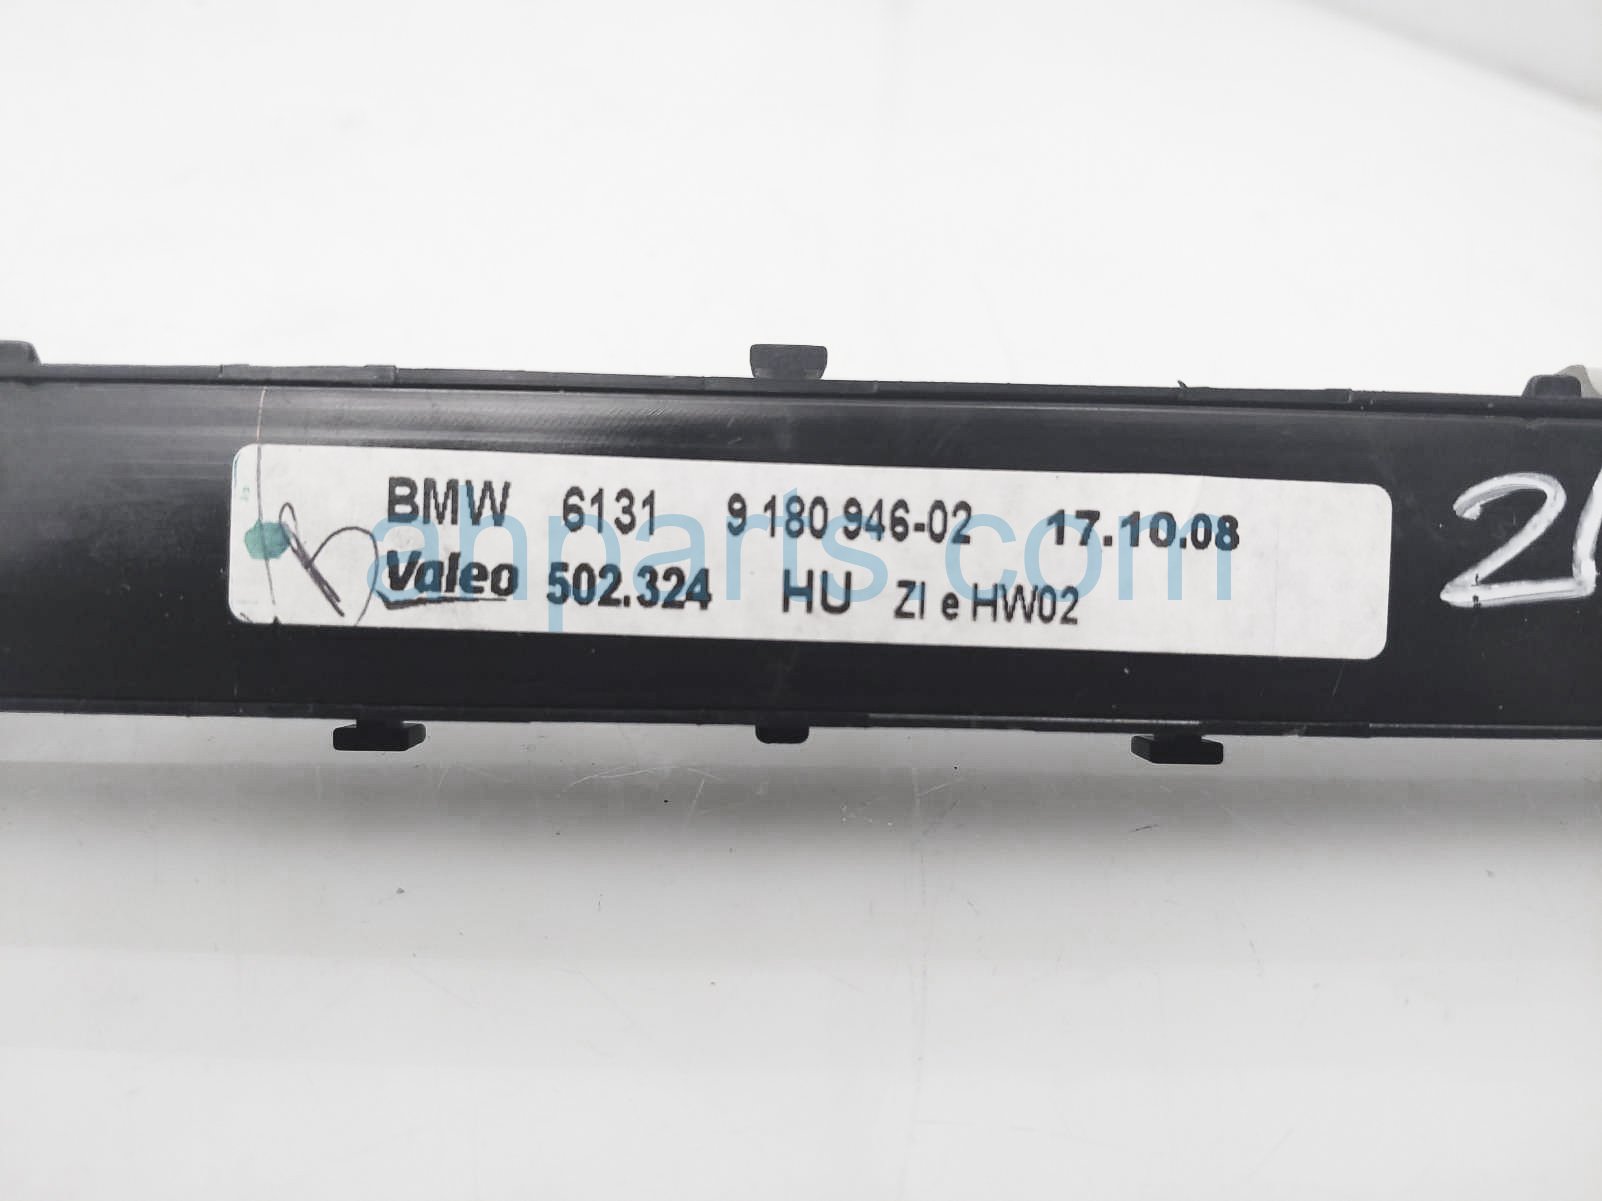 BMW 6131 9 180 946-02 17.10.08
Valeo 502.324 HU ZI e HW02
ahparts.com